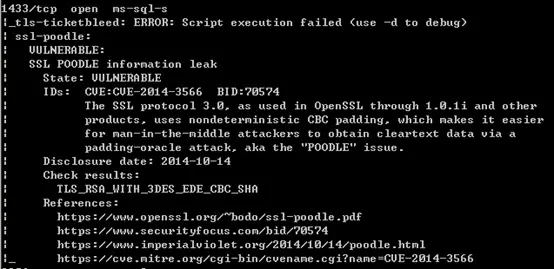 1433/tcp open ms-sql-s
|_tls-ticketbleed: ERROR: Script execution failed (use -d to debug)
| ssl-poodle:
|   VULNERABLE:
|   SSL POODLE information leak
|     State: VULNERABLE
|     IDs:  CVE:CVE-2014-3566  BID:70574
|           The SSL protocol 3.0, as used in OpenSSL through 1.0.1i and other
|           products, uses nondeterministic CBC padding, which makes it easier
|           for man-in-the-middle attackers to obtain cleartext data via a
|           padding-oracle attack, aka the "POODLE" issue.
|     Disclosure date: 2014-10-14
|     Check results:
|       TLS_RSA_WITH_3DES_EDE_CBC_SHA
|     References:
|       https://www.openssl.org/~bodo/ssl-poodle.pdf
|       https://www.securityfocus.com/bid/70574
|       https://www.imperialviolet.org/2014/10/14/poodle.html
|_      https://cve.mitre.org/cgi-bin/cvename.cgi?name=CVE-2014-3566